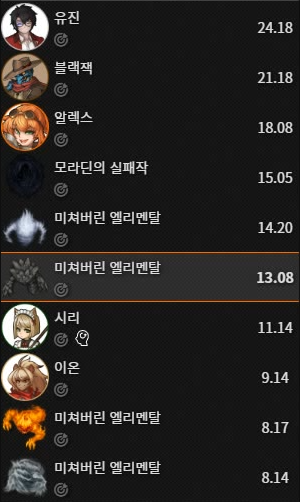 유진
24.18
블랙잭
21.18
알렉스
18.08
모라딘의 실패작
15.05
미쳐버린 엘리멘탈
14.20
미쳐버린 엘리멘탈
13.08
시리
11.14
이온
9.14
미쳐버린 엘리멘탈
8.17
미쳐버린 엘리멘탈
8.14